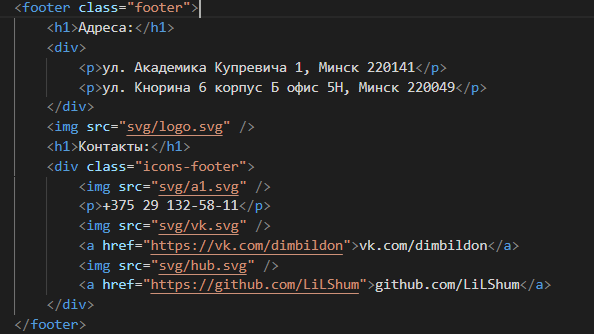 <footer class="footer">
<h1>Адреса:</h1>
<div>
<p>ул. Академика Купревича 1, Минск 220141</p>
<p>ул. Кнорина 6 корпус Б офис 5Н, Минск 220049</p>
</div>
<img src="svg/logo.svg" />
<h1>Контакты:</h1>
<div class="icons-footer">
<img src="svg/a1.svg" />
<p>+375 29 132-58-11</p>
<img src="svg/vk.svg" />
<a href="https://vk.com/dimbildon">vk.com/dimbildon</a>
<img src="svg/hub.svg" />
<a href="https://github.com/LiLShum">github.com/LiLShum</a>
</div>
</footer>